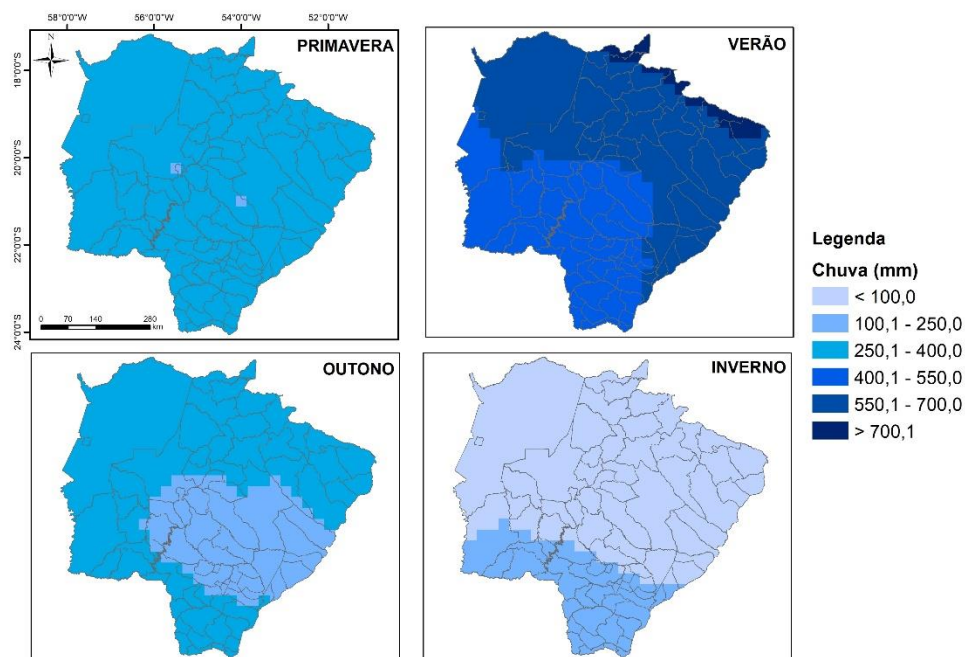 58°0'0"W 56°0'0"W 54°0'0"W 52°0'0"W
N
PRIMAVERA
VERÃO
18°0'0"S
20°0'0"S
22°0'0"S
24°0'0"S
0 70 140 280
km
OUTONO
INVERNO
Legenda
Chuva (mm)
< 100,0
100,1 - 250,0
250,1 - 400,0
400,1 - 550,0
550,1 - 700,0
> 700,1